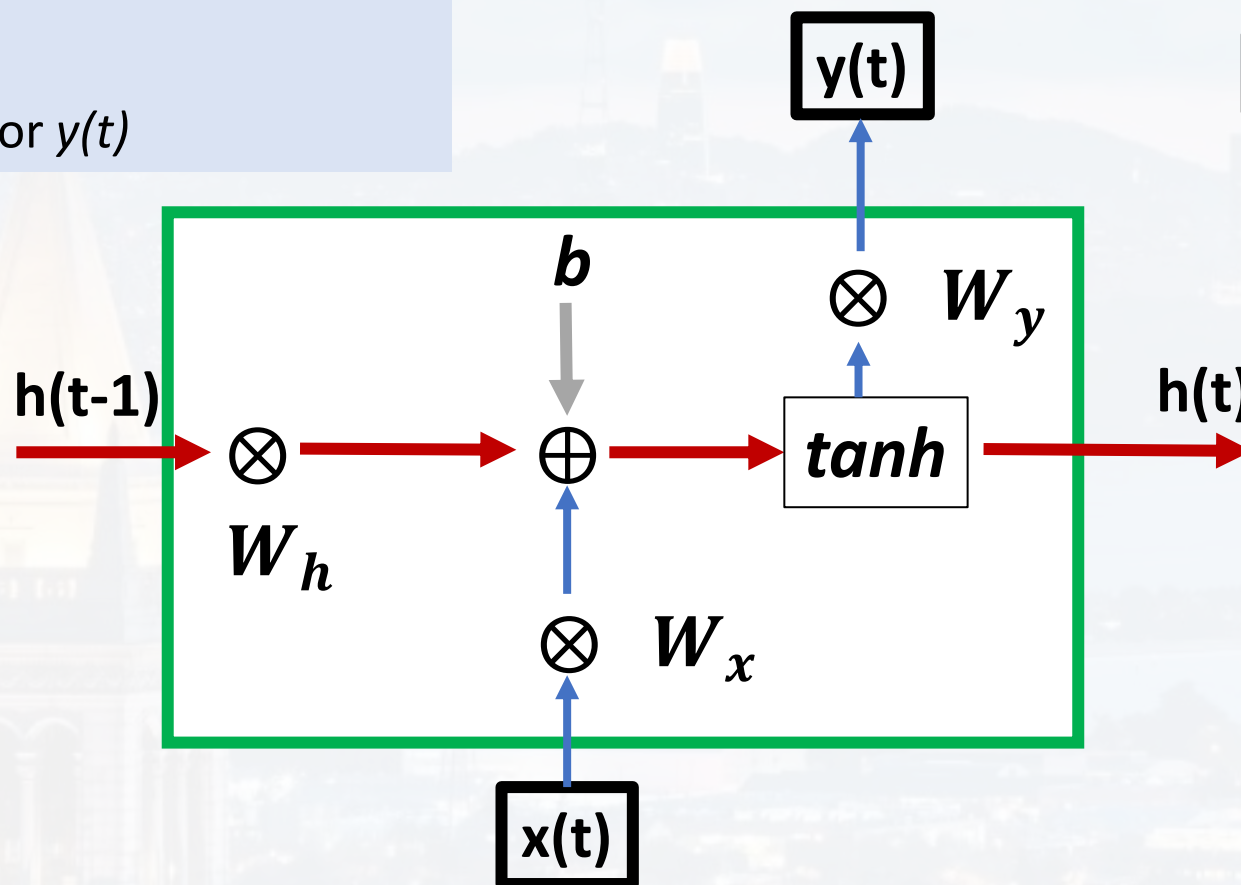 y(t)
or y(t)
b
W_y
h(t-1)
h(t)
tanh
W_h
W_x
x(t)